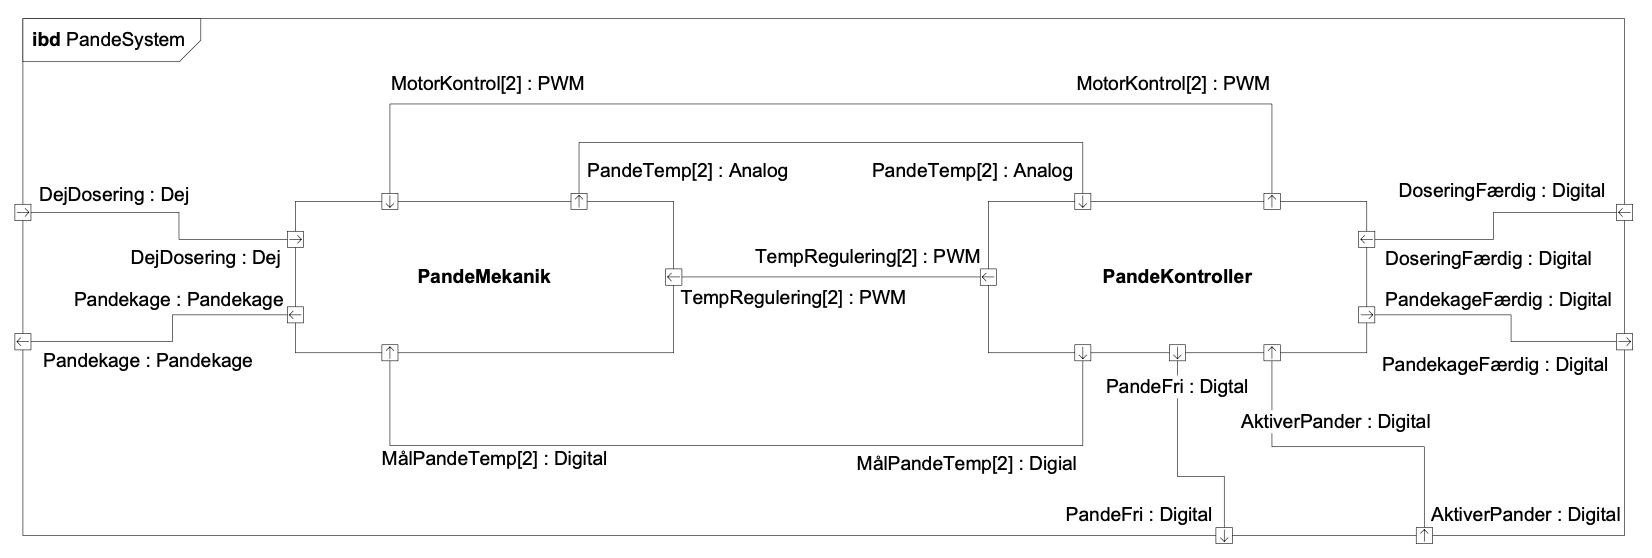 ibd PandeSystem
MotorKontrol[2] : PWM
MotorKontrol[2] : PWM
PandeTemp[2] : Analog
PandeTemp[2] : Analog
DejDosering : Dej
DoseringFærdig : Digital
DejDosering : Dej
TempRegulering[2] : PWM
DoseringFærdig : Digital
PandeMekanik
PandeKontroller
Pandekage : Pandekage
TempRegulering[2] : PWM
PandekageFærdig : Digital
Pandekage : Pandekage
PandekageFærdig : Digital
PandeFri : Digtal
AktiverPander : Digital
MålPandeTemp[2] : Digital
MålPandeTemp[2] : Digial
PandeFri : Digital
AktiverPander : Digital